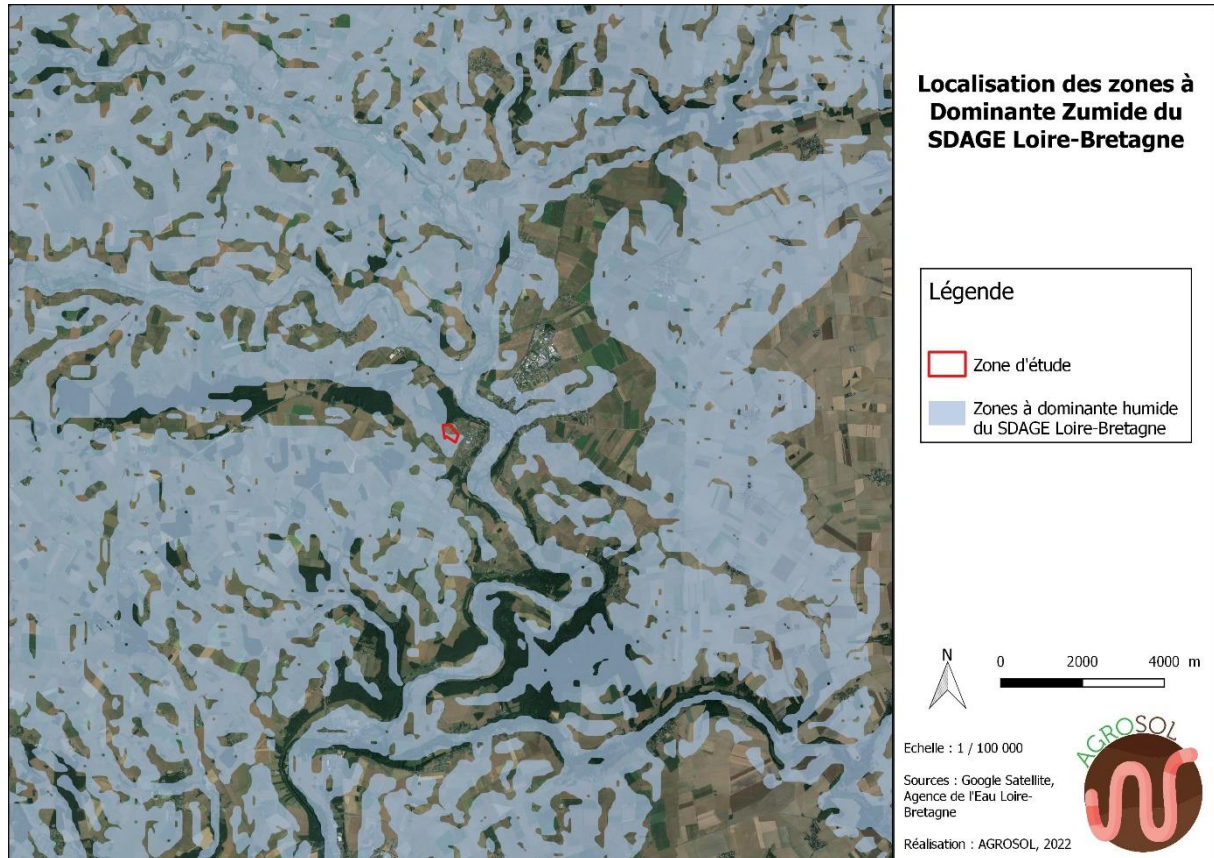 Localisation des zones à
Dominante Zumide du
SDAGE Loire-Bretagne
Légende
Zone d'étude
Zones à dominante humide
du SDAGE Loire-Bretagne
N
0 2000 4000 m
Echelle : 1 / 100 000
Sources : Google Satellite,
Agence de l'Eau Loire-
Bretagne
Réalisation : AGROSOL, 2022
AGROSOL